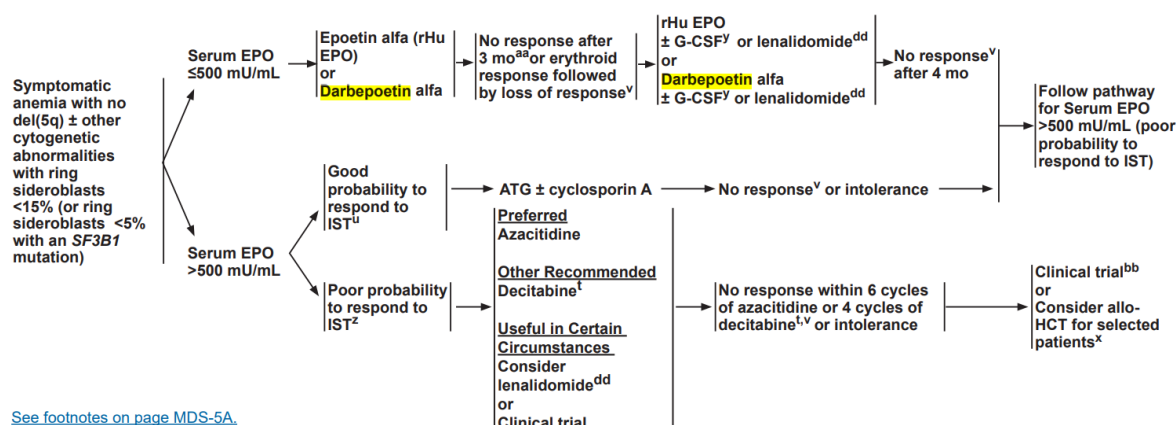 Symptomatic
anemia with no
del(5q) ± other
cytogenetic
abnormalities
with ring
sideroblasts
<15% (or ring
sideroblasts <5%
with an SF3B1
mutation)
Serum EPO
≤500 mU/mL
Epoetin alfa (rHu
EPO)
or
Darbepoetin alfa
No response after
3 moaa or erythroid
response followed
by loss of responsev
rHu EPO
± G-CSFy or lenalidomidedd
or
Darbepoetin alfa
± G-CSFy or lenalidomidedd
No responsev
after 4 mo
Follow pathway
for Serum EPO
>500 mU/mL (poor
probability to
respond to IST)
Serum EPO
>500 mU/mL
Good
probability to
respond to
ISTu
ATG ± cyclosporin A
No responsev or intolerance
Poor probability
to respond to
ISTz
Preferred
Azacitidine
Other Recommended
Decitabinet
Useful in Certain
Circumstances
Consider
lenalidomidedd
or
Clinical trial
No response within 6 cycles
of azacitidine or 4 cycles of
decitabinet,v or intolerance
Clinical trialbb
or
Consider allo-
HCT for selected
patientsx
See footnotes on page MDS-5A.